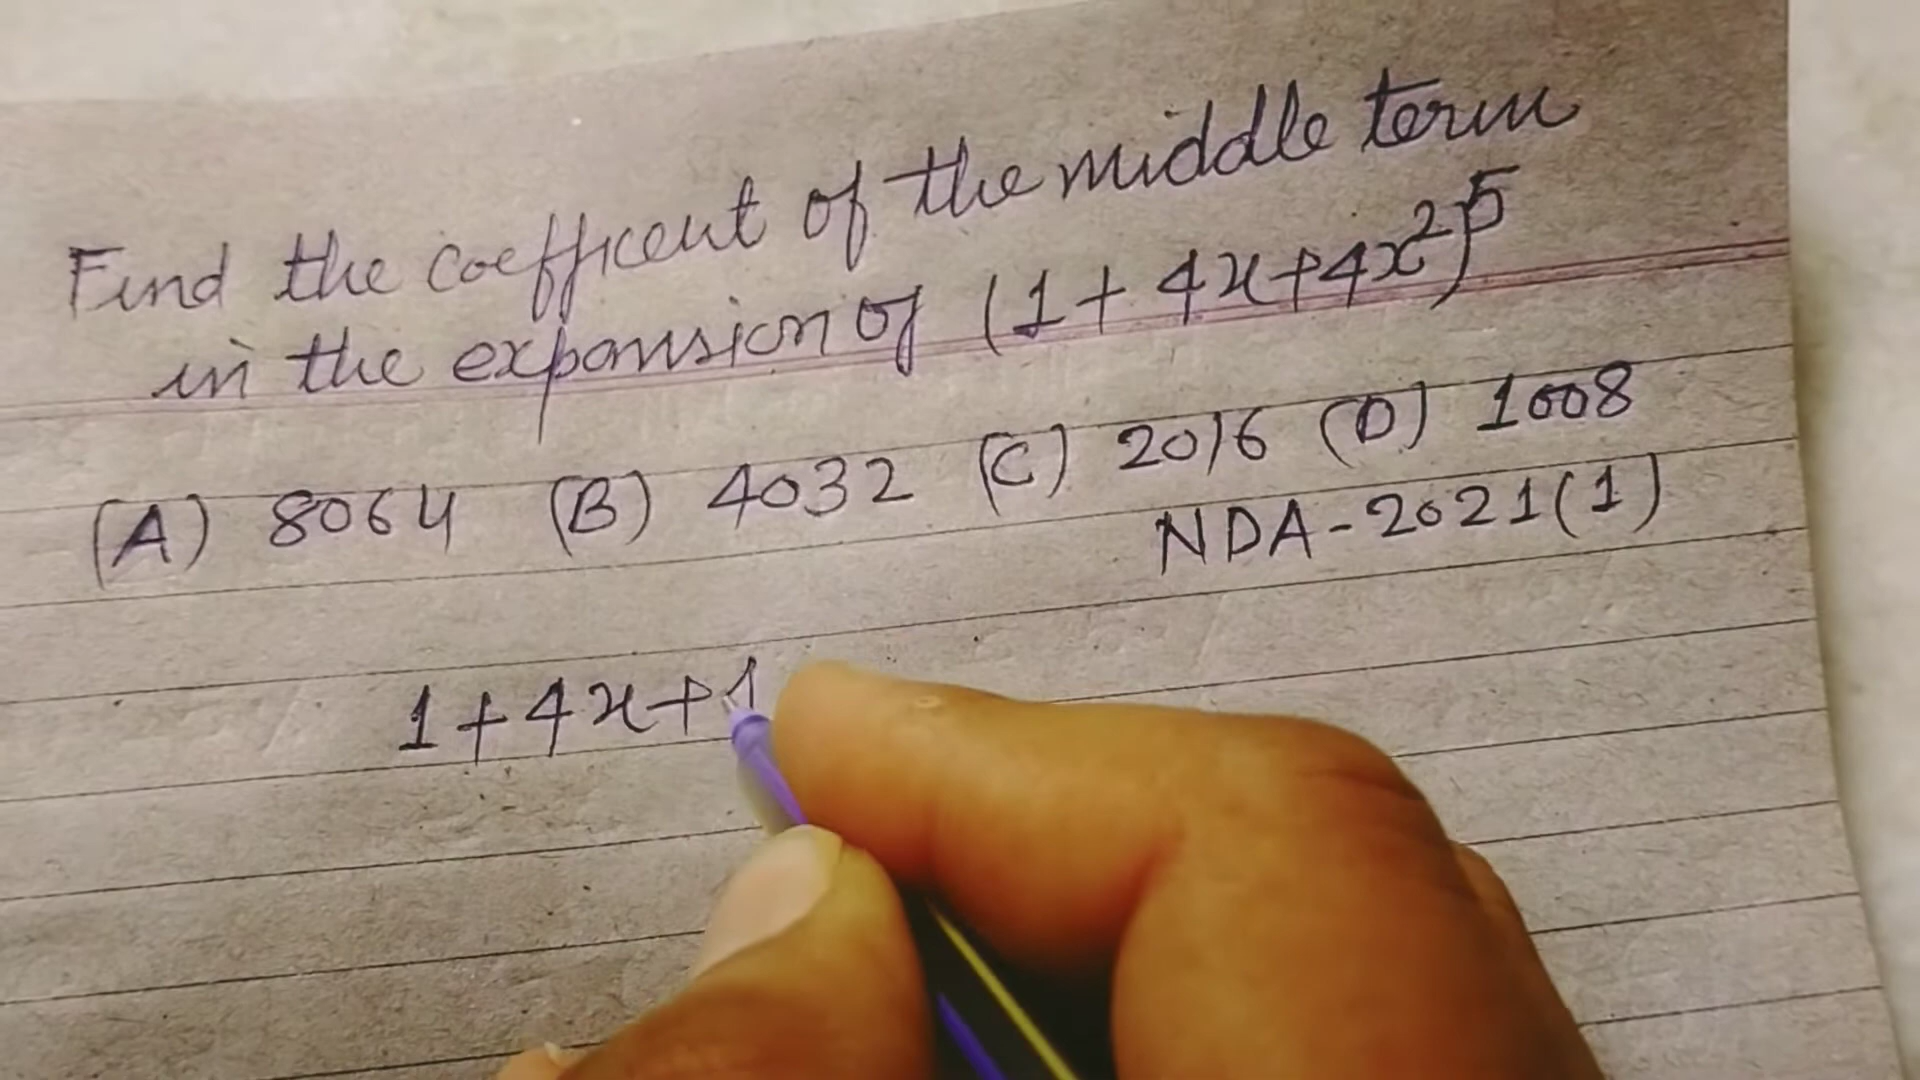 Find the coefficent of the middle term
in the expansion of (1 + 4x+4x²)⁵
(A) 8064 (B) 4032 (C) 2016 (D) 1008
NDA-2021(1)
1+4x+